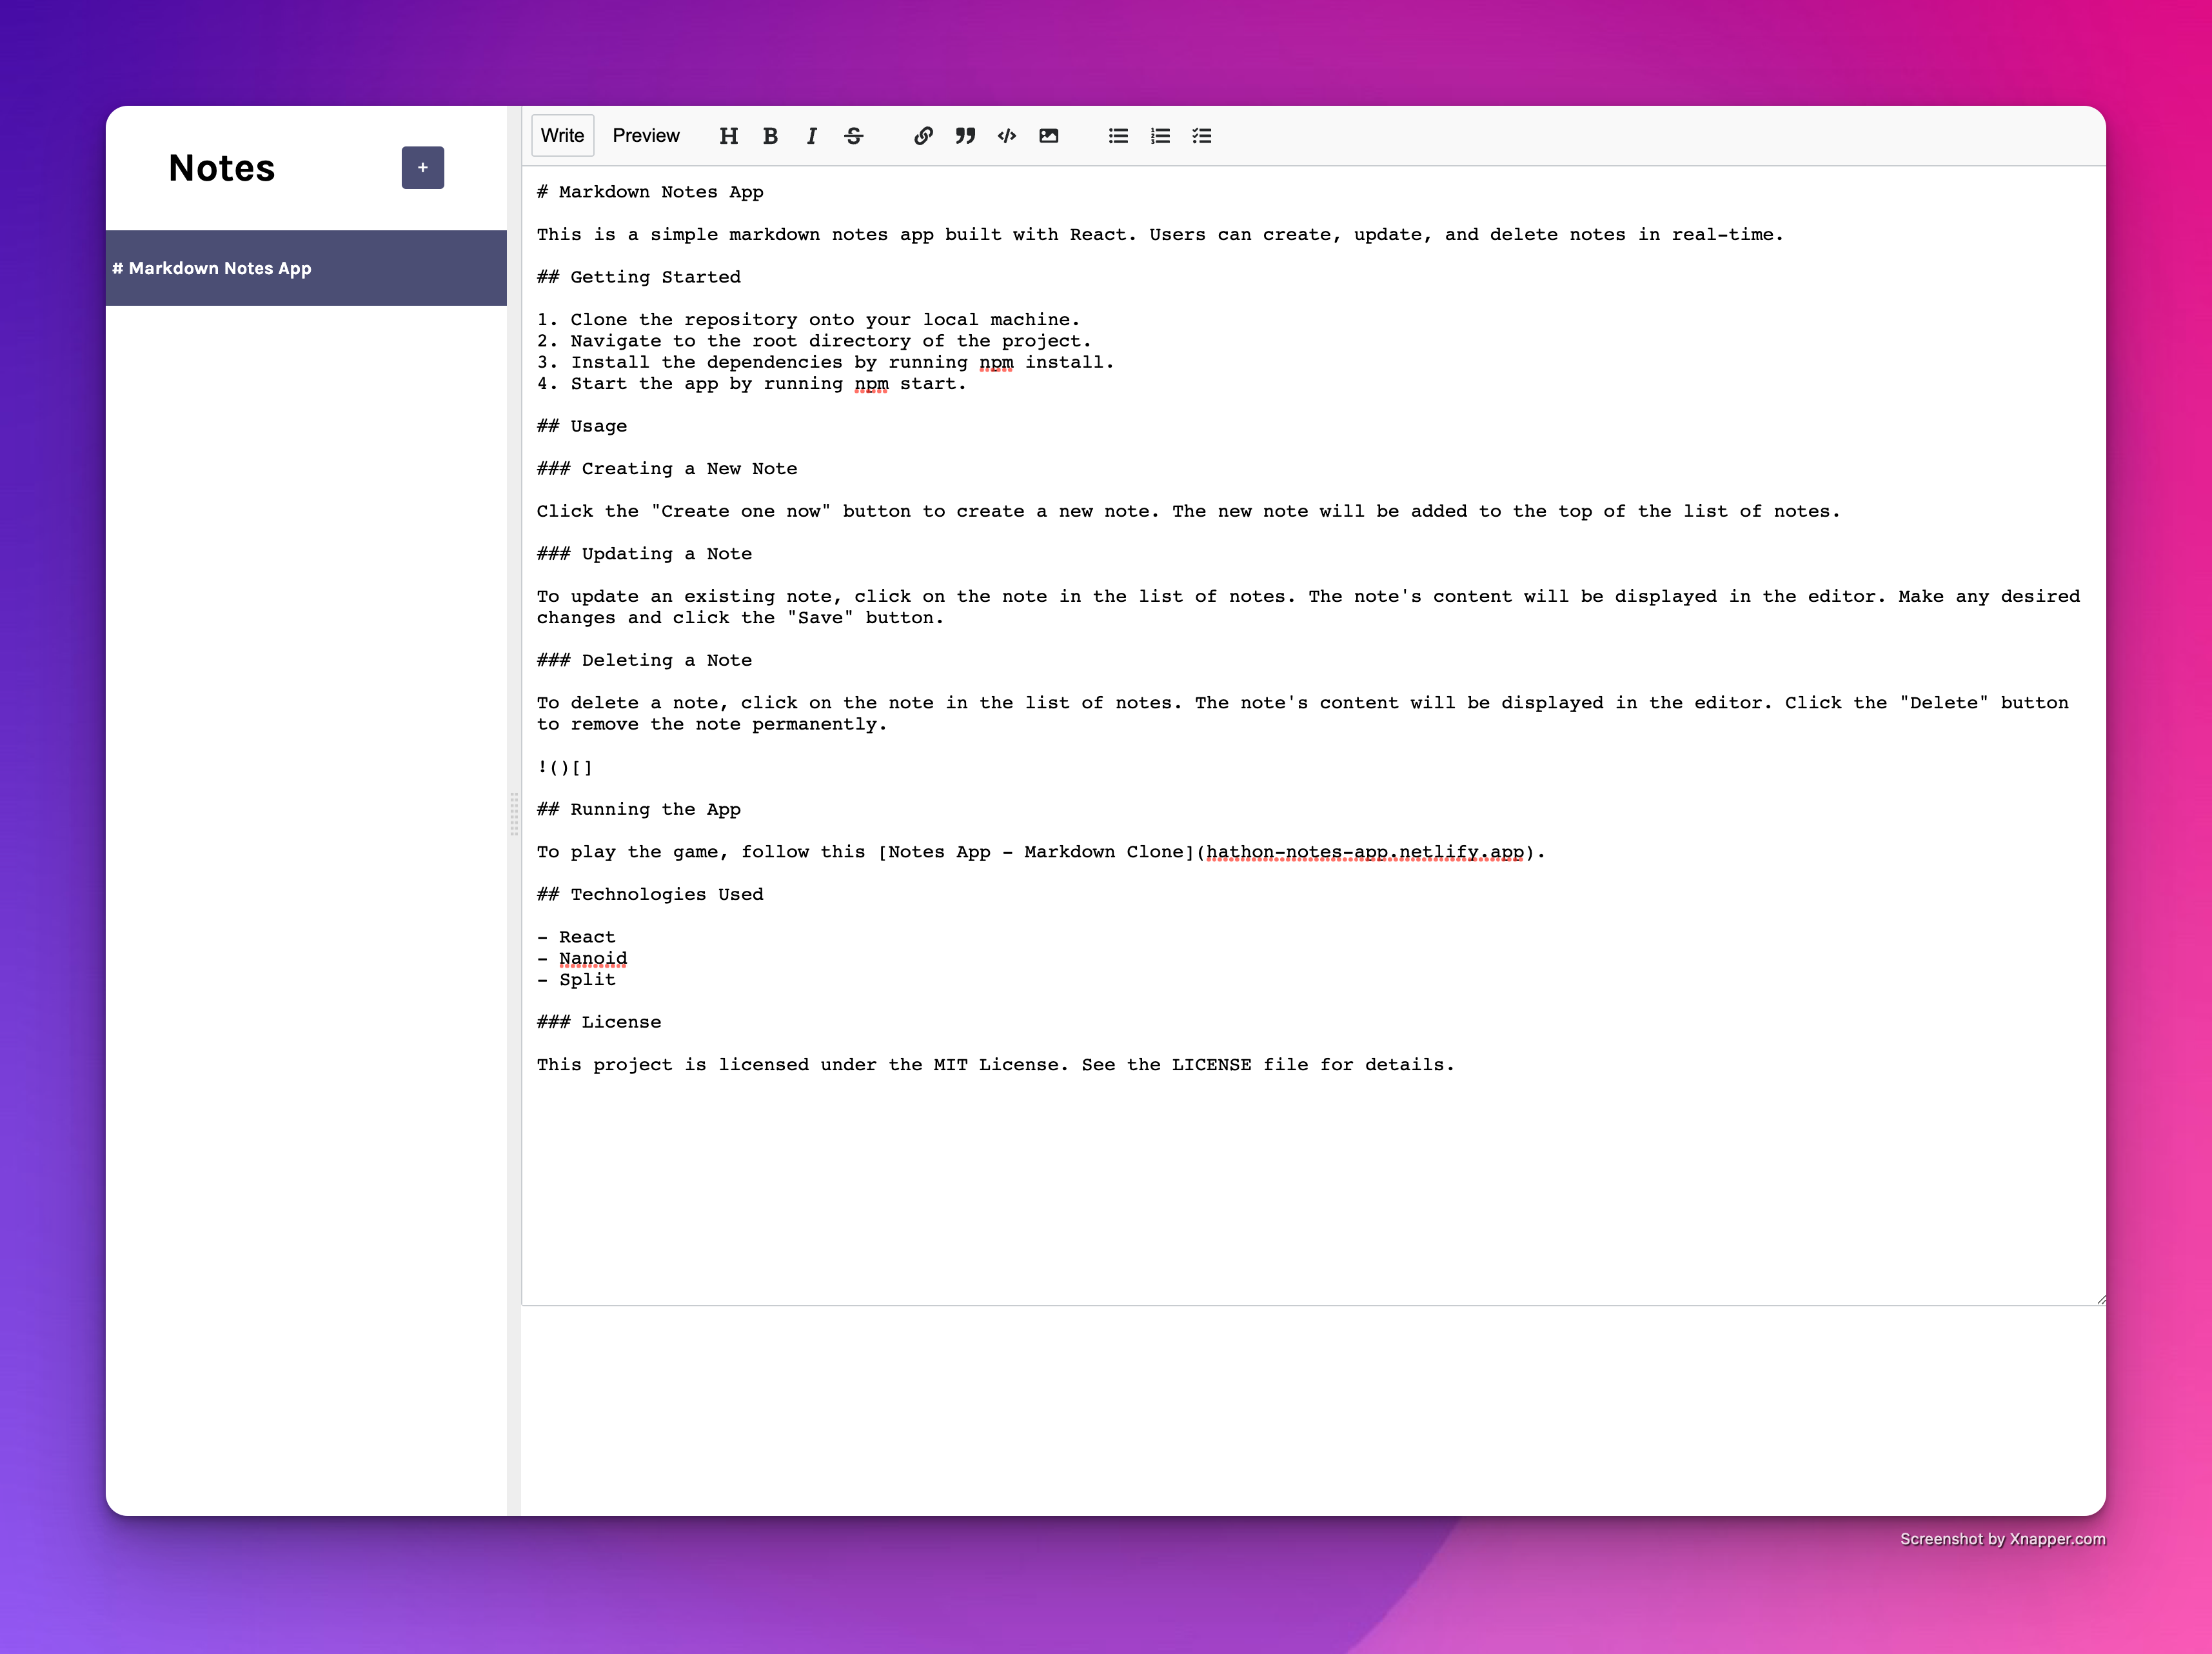 Notes
+
# Markdown Notes App
Write Preview H B I S
# Markdown Notes App
This is a simple markdown notes app built with React. Users can create, update, and delete notes in real-time.
## Getting Started
1. Clone the repository onto your local machine.
2. Navigate to the root directory of the project.
3. Install the dependencies by running npm install.
4. Start the app by running npm start.
## Usage
### Creating a New Note
Click the "Create one now" button to create a new note. The new note will be added to the top of the list of notes.
### Updating a Note
To update an existing note, click on the note in the list of notes. The note's content will be displayed in the editor. Make any desired
changes and click the "Save" button.
### Deleting a Note
To delete a note, click on the note in the list of notes. The note's content will be displayed in the editor. Click the "Delete" button
to remove the note permanently.
!()[]
## Running the App
To play the game, follow this [Notes App - Markdown Clone](hathon-notes-app.netlify.app).
## Technologies Used
- React
- Nanoid
- Split
### License
This project is licensed under the MIT License. See the LICENSE file for details.
Screenshot by Xnapper.com